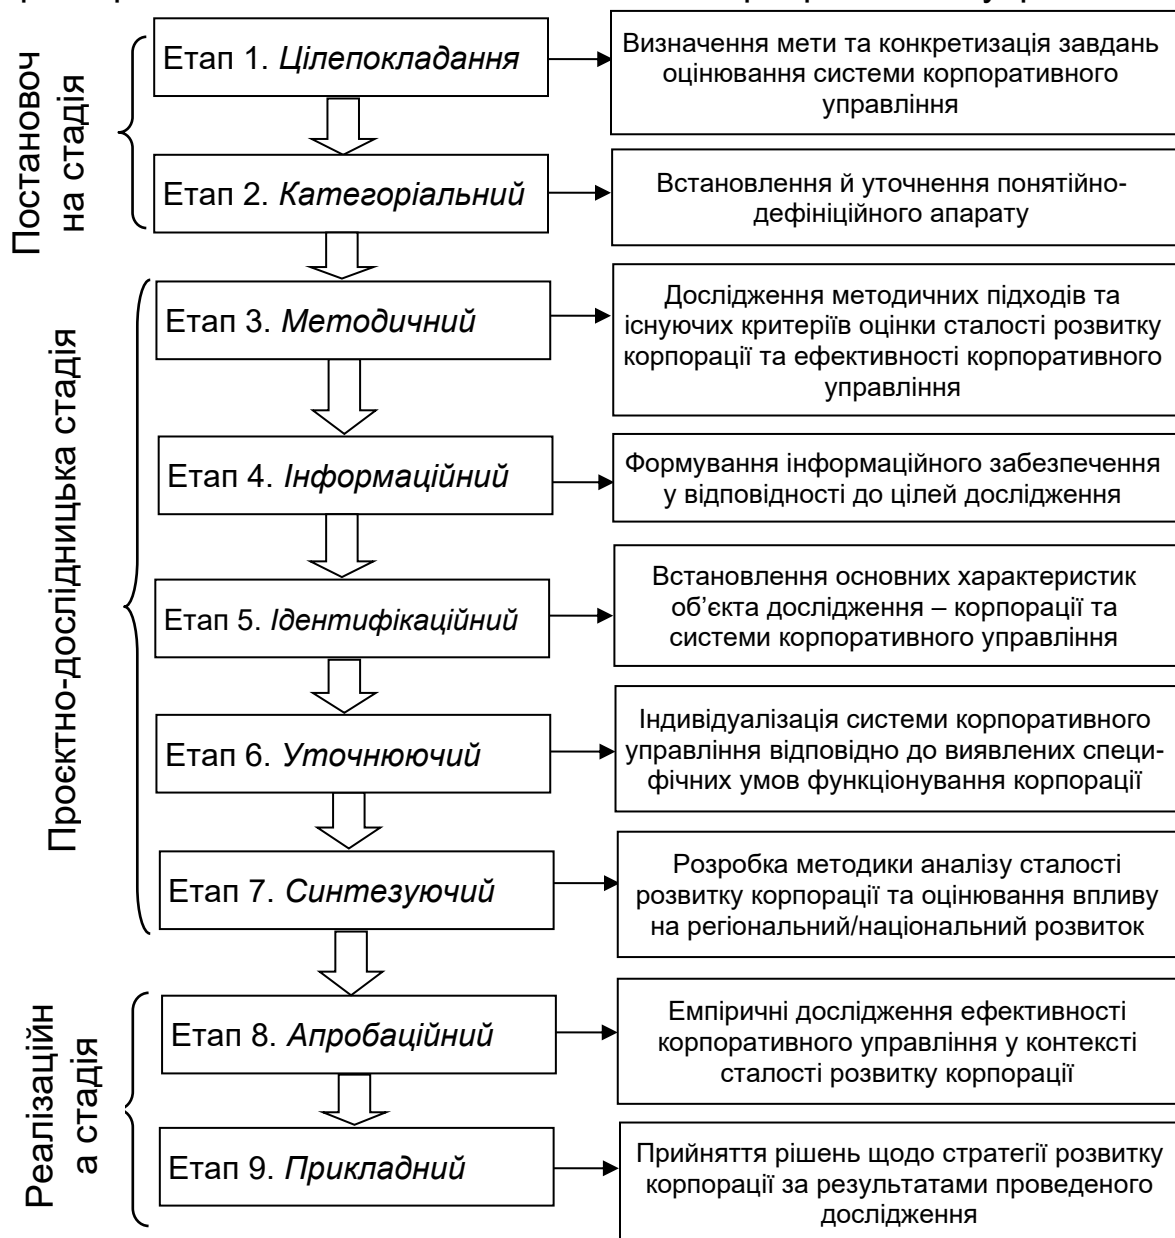 Постановоч
на стадія
Етап 1. Цілепокладання
Визначення мети та конкретизація завдань
оцінювання системи корпоративного
управління
Етап 2. Категоріальний
Встановлення й уточнення понятійно-
дефініційного апарату
Проєктно-дослідницька стадія
Етап 3. Методичний
Дослідження методичних підходів та
існуючих критеріїв оцінки сталості розвитку
корпорації та ефективності корпоративного
управління
Етап 4. Інформаційний
Формування інформаційного забезпечення
у відповідності до цілей дослідження
Етап 5. Ідентифікаційний
Встановлення основних характеристик
об’єкта дослідження – корпорації та
системи корпоративного управління
Етап 6. Уточнюючий
Індивідуалізація системи корпоративного
управління відповідно до виявлених специ-
фічних умов функціонування корпорації
Етап 7. Синтезуючий
Розробка методики аналізу сталості
розвитку корпорації та оцінювання впливу
на регіональний/національний розвиток
Реалізаційн
а стадія
Етап 8. Апробаційний
Емпіричні дослідження ефективності
корпоративного управління у контексті
сталості розвитку корпорації
Етап 9. Прикладний
Прийняття рішень щодо стратегії розвитку
корпорації за результатами проведеного
дослідження